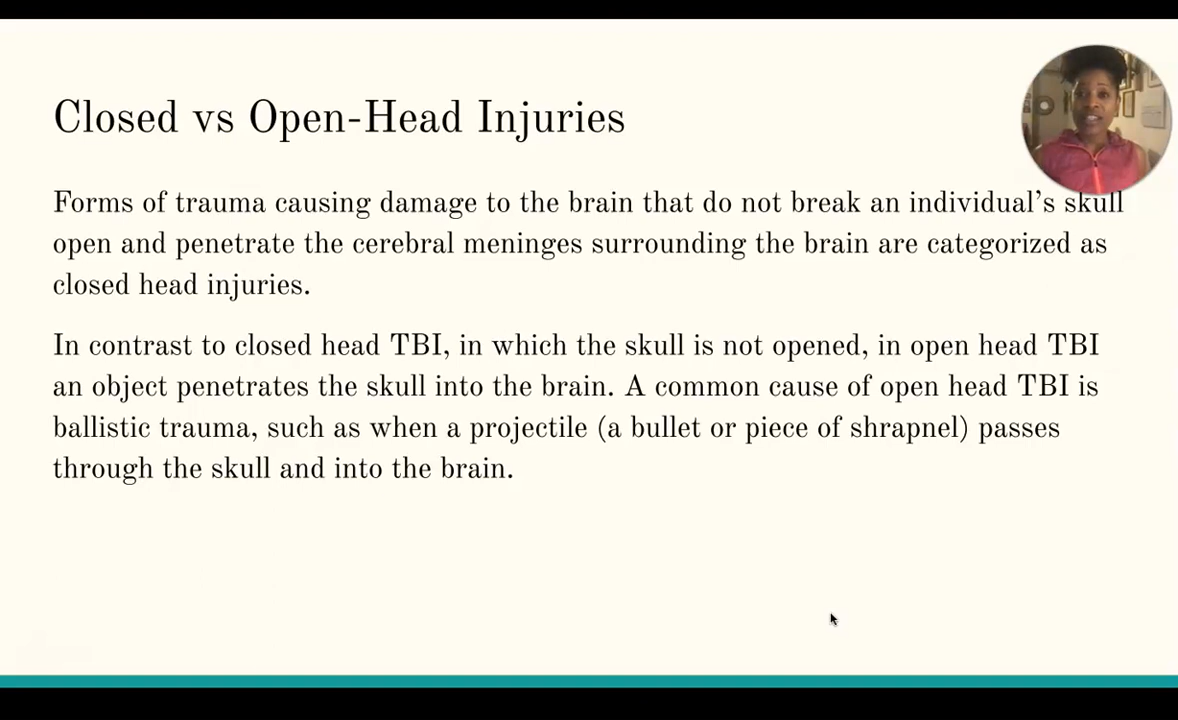 Closed vs Open-Head Injuries
Forms of trauma causing damage to the brain that do not break an individual's skull
open and penetrate the cerebral meninges surrounding the brain are categorized as
closed head injuries.
In contrast to closed head TBI, in which the skull is not opened, in open head TBI
an object penetrates the skull into the brain. A common cause of open head TBI is
ballistic trauma, such as when a projectile (a bullet or piece of shrapnel) passes
through the skull and into the brain.